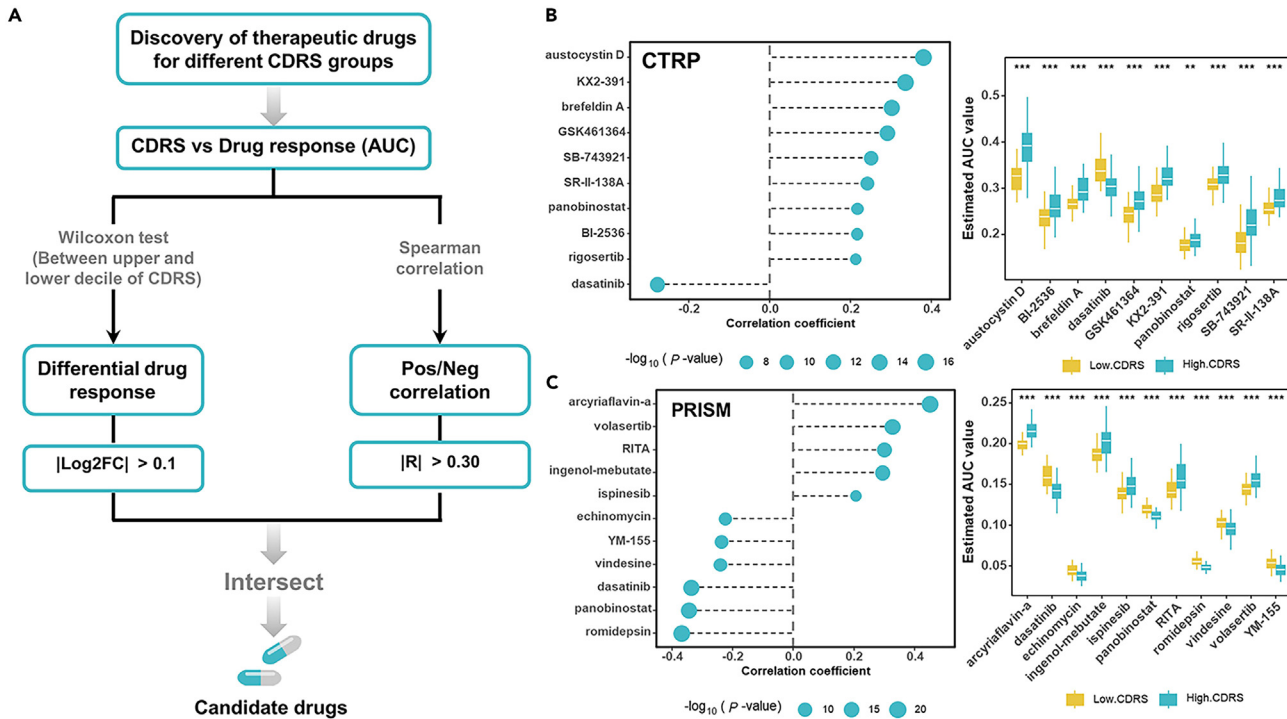 A
Discovery of therapeutic drugs
for different CDRS groups
CDRS vs Drug response (AUC)
Wilcoxon test
(Between upper and
lower decile of CDRS)
Spearman
correlation
Differential drug
response
Pos/Neg
correlation
|Log2FC| > 0.1
|R| > 0.30
Intersect
Candidate drugs
B
CTRP
austocystin D
KX2-391
brefeldin A
GSK461364
SB-743921
SR-II-138A
panobinostat
BI-2536
rigosertib
dasatinib
-0.2 0.0 0.2 0.4
Correlation coefficient
-log10 ( P -value) 8 10 12 14 16
*** *** *** *** *** *** ** *** *** ***
Estimated AUC value
0.5
0.4
0.3
0.2
austocystin D
BI-2536
brefeldin A
dasatinib
GSK461364
KX2-391
panobinostat
rigosertib
SB-743921
SR-II-138A
Low.CDRS High.CDRS
C
PRISM
arcyriaflavin-a
volasertib
RITA
ingenol-mebutate
ispinesib
echinomycin
YM-155
vindesine
dasatinib
panobinostat
romidepsin
-0.4 -0.2 0.0 0.2 0.4
Correlation coefficient
-log10 ( P -value) 10 15 20
*** *** *** *** *** *** *** *** *** *** ***
Estimated AUC value
0.25
0.20
0.15
0.10
0.05
arcyriaflavin-a
dasatinib
echinomycin
ingenol-mebutate
ispinesib
panobinostat
RITA
romidepsin
vindesine
volasertib
YM-155
Low.CDRS High.CDRS